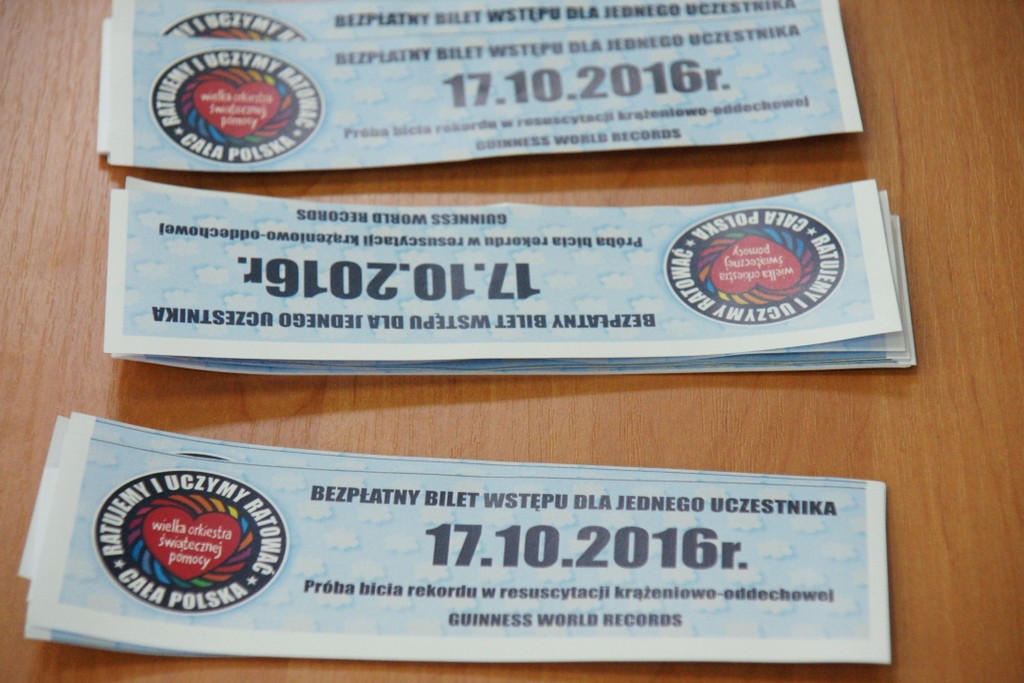 RATUJEMY I UCZYMY RATOWAĆ
BEZPŁATNY BILET WSTĘPU DLA JEDNEGO UCZESTNIKA
RATUJEMY I UCZYMY RATOWAĆ
wielka orkiestra
świątecznej
pomocy
CAŁA POLSKA
BEZPŁATNY BILET WSTĘPU DLA JEDNEGO UCZESTNIKA
17.10.2016r.
Próba bicia rekordu w resuscytacji krążeniowo-oddechowej
GUINNESS WORLD RECORDS
RATUJEMY I UCZYMY RATOWAĆ
wielka orkiestra
świątecznej
pomocy
CAŁA POLSKA
BEZPŁATNY BILET WSTĘPU DLA JEDNEGO UCZESTNIKA
17.10.2016r.
Próba bicia rekordu w resuscytacji krążeniowo-oddechowej
GUINNESS WORLD RECORDS
RATUJEMY I UCZYMY RATOWAĆ
wielka orkiestra
świątecznej
pomocy
CAŁA POLSKA
BEZPŁATNY BILET WSTĘPU DLA JEDNEGO UCZESTNIKA
17.10.2016r.
Próba bicia rekordu w resuscytacji krążeniowo-oddechowej
GUINNESS WORLD RECORDS